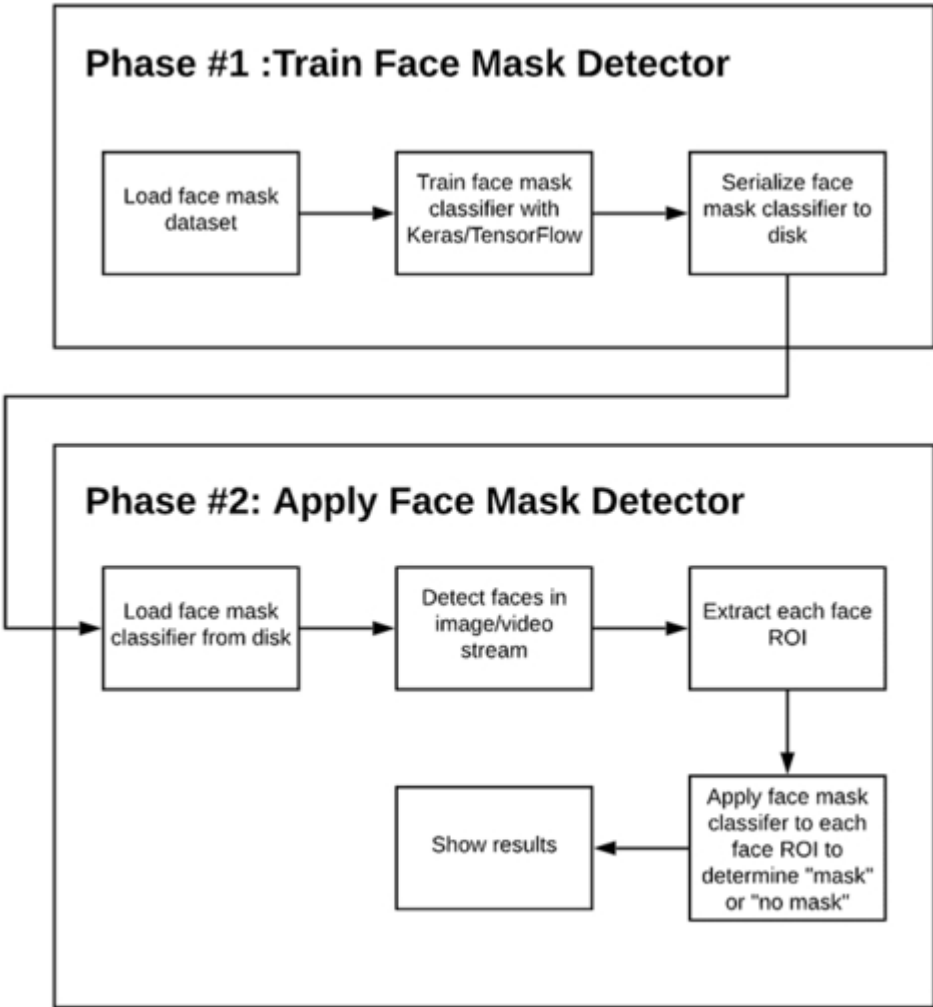 Phase #1 :Train Face Mask Detector
Load face mask
dataset
Train face mask
classifier with
Keras/TensorFlow
Serialize face
mask classifier to
disk
Phase #2: Apply Face Mask Detector
Load face mask
classifier from disk
Detect faces in
image/video
stream
Extract each face
ROI
Apply face mask
classifer to each
face ROI to
determine "mask"
or "no mask"
Show results